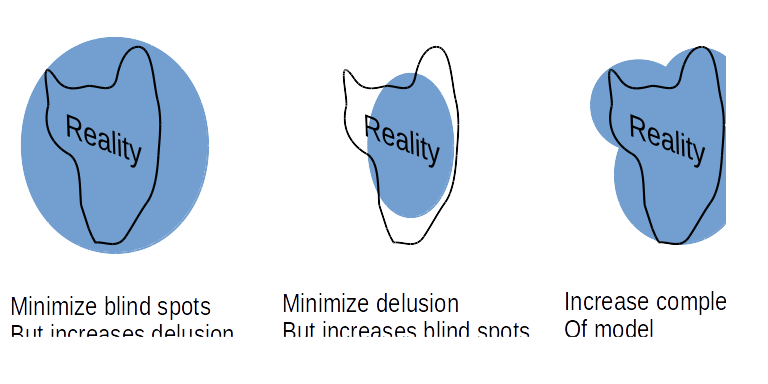 Reality
Reality
Reality
Minimize blind spots
But increases delusion
Minimize delusion
But increases blind spots
Increase comple
Of model